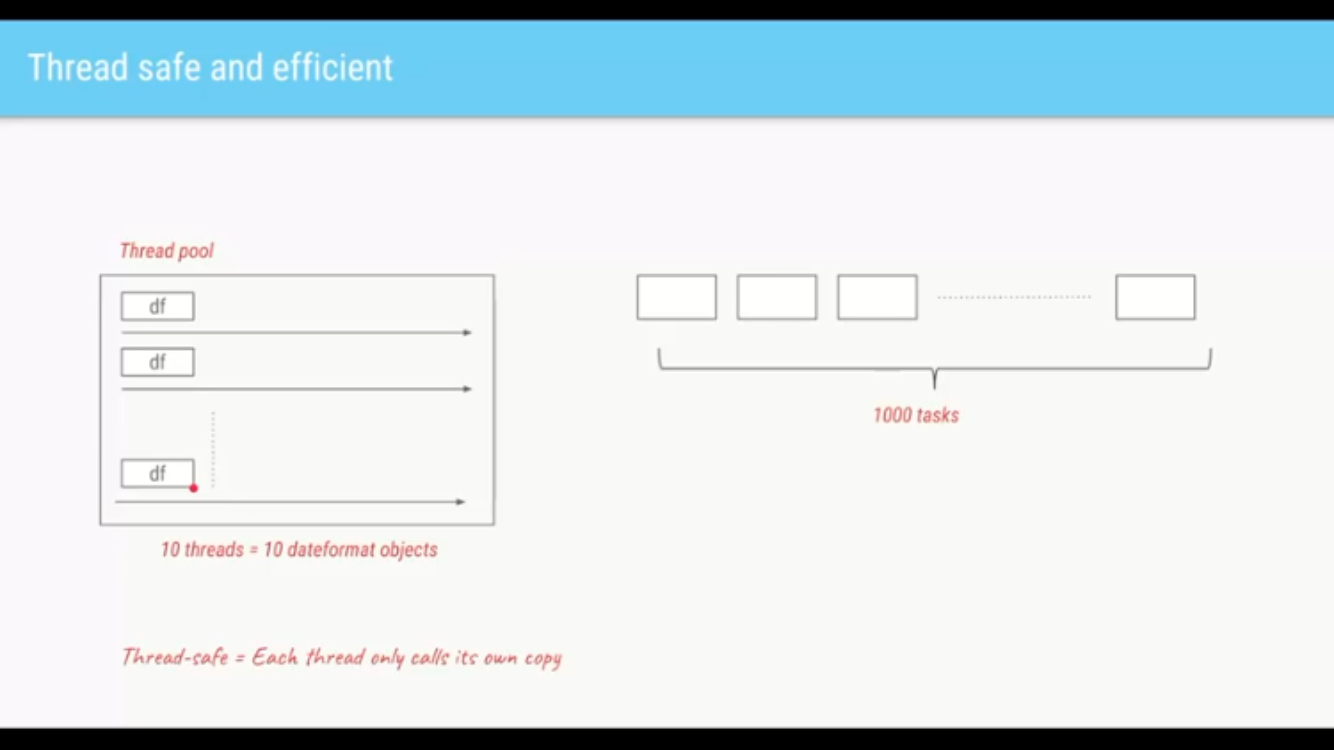 Thread safe and efficient
Thread pool
df
df
df
1000 tasks
10 threads = 10 dateformat objects
Thread-safe = Each thread only calls its own copy